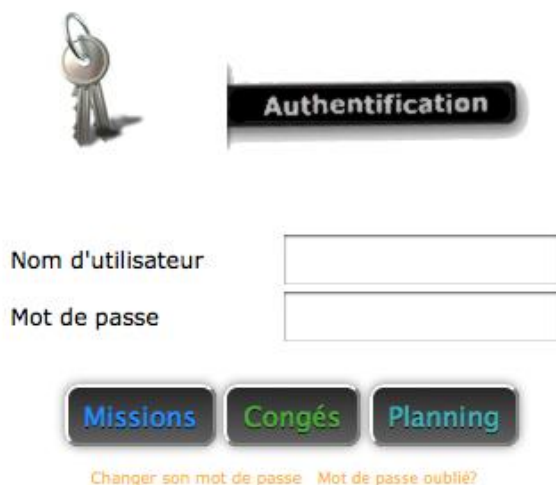 Authentification
Nom d'utilisateur
Mot de passe
Missions Congés Planning
Changer son mot de passe Mot de passe oublié?